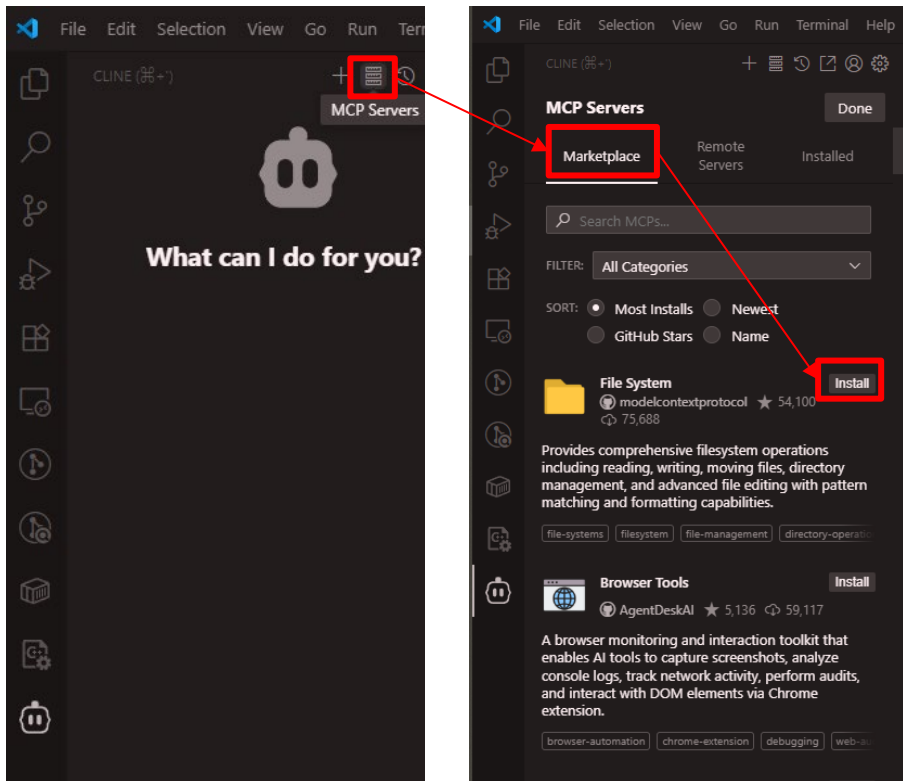 File Edit Selection View Go Run Terr
CLINE (⌘+')
MCP Servers
What can I do for you?
File Edit Selection View Go Run Terminal Help
CLINE (⌘+')
MCP Servers
Done
Marketplace
Remote
Servers
Installed
Search MCPs...
FILTER: All Categories
SORT: Most Installs Newest
GitHub Stars Name
File System
Install
modelcontextprotocol ★ 54,100
75,688
Provides comprehensive filesystem operations
including reading, writing, moving files, directory
management, and advanced file editing with pattern
matching and formatting capabilities.
file-systems filesystem file-management directory-operatio
Browser Tools
Install
AgentDeskAI ★ 5,136 59,117
A browser monitoring and interaction toolkit that
enables AI tools to capture screenshots, analyze
console logs, track network activity, perform audits,
and interact with DOM elements via Chrome
extension.
browser-automation chrome-extension debugging web-au